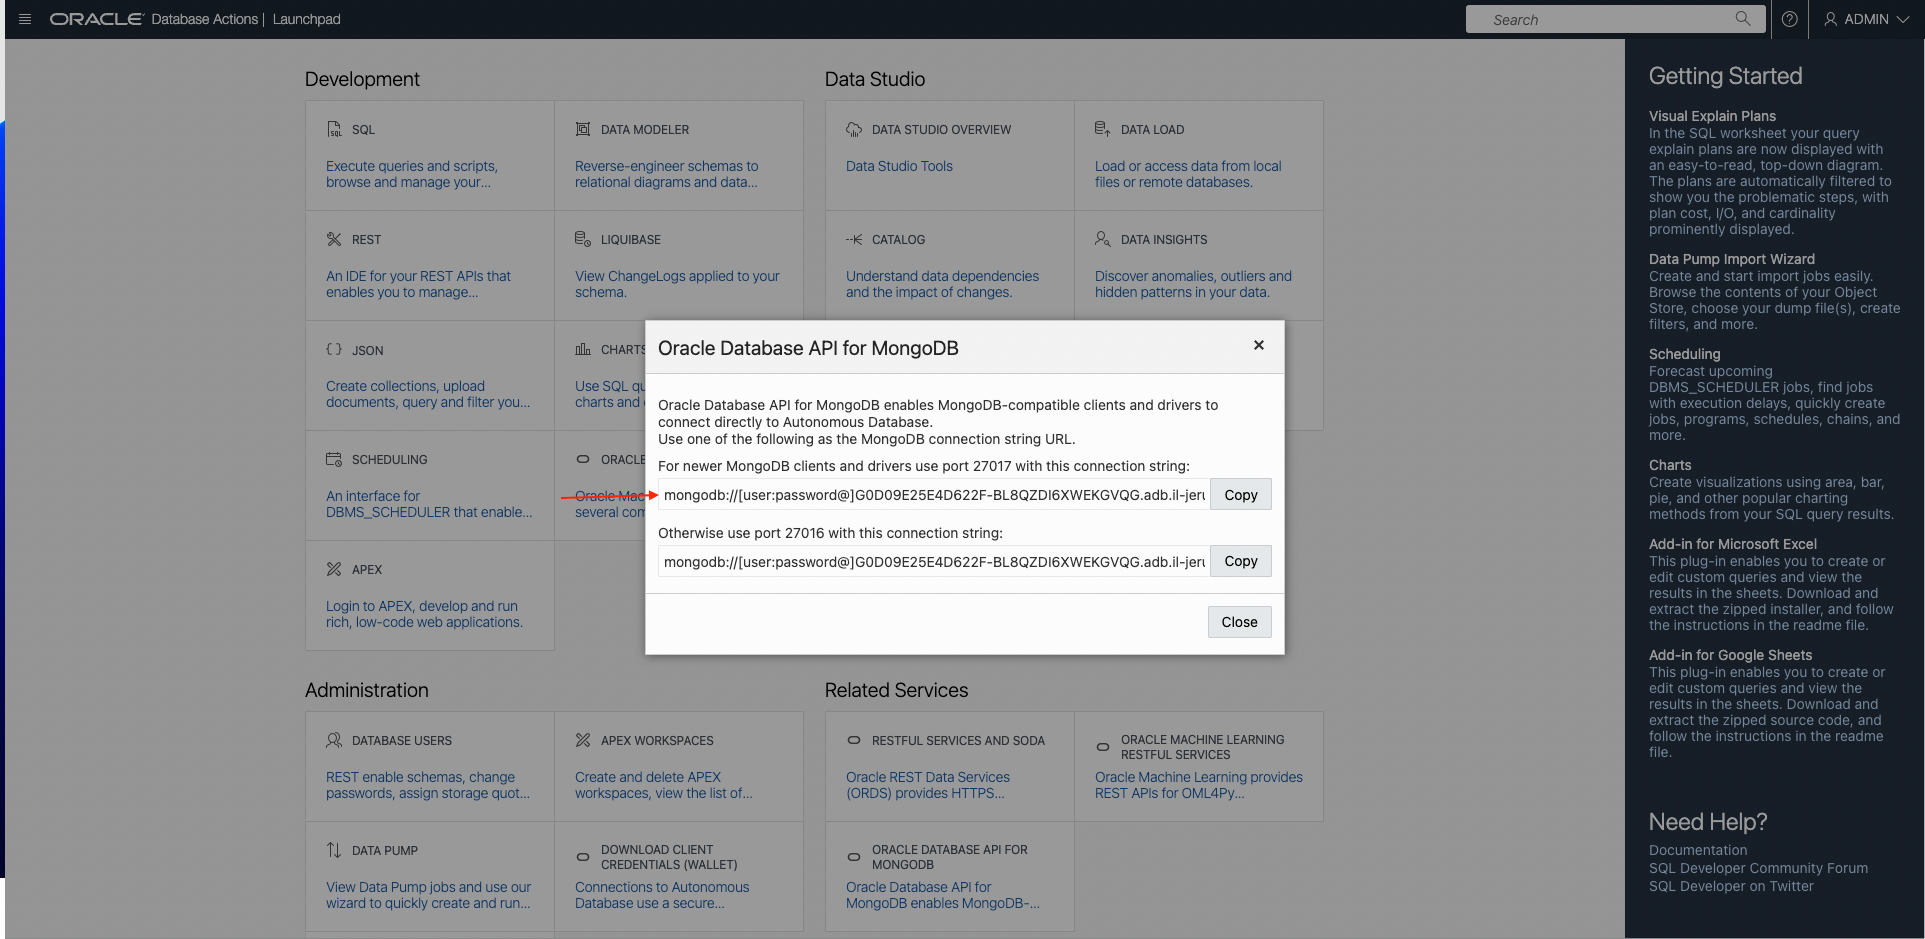 ORACLE Database Actions | Launchpad
Search
ADMIN
Development
SQL
Execute queries and scripts,
browse and manage your...
DATA MODELER
Reverse-engineer schemas to
relational diagrams and data...
REST
An IDE for your REST APIs that
enables you to manage...
LIQUIBASE
View ChangeLogs applied to your
schema.
{} JSON
Create collections, upload
documents, query and filter you...
CHARTS
Use SQL qu
charts and
SCHEDULING
An interface for
DBMS_SCHEDULER that enable...
ORACLE
Oracle Mac
several com
APEX
Login to APEX, develop and run
rich, low-code web applications.
Data Studio
DATA STUDIO OVERVIEW
Data Studio Tools
DATA LOAD
Load or access data from local
files or remote databases.
CATALOG
Understand data dependencies
and the impact of changes.
DATA INSIGHTS
Discover anomalies, outliers and
hidden patterns in your data.
Oracle Database API for MongoDB
Oracle Database API for MongoDB enables MongoDB-compatible clients and drivers to
connect directly to Autonomous Database.
Use one of the following as the MongoDB connection string URL.
For newer MongoDB clients and drivers use port 27017 with this connection string:
mongodb://[user:password@]G0D09E25E4D622F-BL8QZDI6XWEKGVQG.adb.il-jeru
Copy
Otherwise use port 27016 with this connection string:
mongodb://[user:password@]G0D09E25E4D622F-BL8QZDI6XWEKGVQG.adb.il-jeru
Copy
Close
Administration
DATABASE USERS
REST enable schemas, change
passwords, assign storage quot...
APEX WORKSPACES
Create and delete APEX
workspaces, view the list of...
DATA PUMP
View Data Pump jobs and use our
wizard to quickly create and run...
DOWNLOAD CLIENT
CREDENTIALS (WALLET)
Connections to Autonomous
Database use a secure...
Related Services
RESTFUL SERVICES AND SODA
Oracle REST Data Services
(ORDS) provides HTTPS...
ORACLE MACHINE LEARNING
RESTFUL SERVICES
Oracle Machine Learning provides
REST APIs for OML4Py...
ORACLE DATABASE API FOR
MONGODB
Oracle Database API for
MongoDB enables MongoDB-...
Getting Started
Visual Explain Plans
In the SQL worksheet your query
explain plans are now displayed with
an easy-to-read, top-down diagram.
The plans are automatically filtered to
show you the problematic steps, with
plan cost, I/O, and cardinality
prominently displayed.
Data Pump Import Wizard
Create and start import jobs easily.
Browse the contents of your Object
Store, choose your dump file(s), create
filters, and more.
Scheduling
Forecast upcoming
DBMS_SCHEDULER jobs, find jobs
with execution delays, quickly create
jobs, programs, schedules, chains, and
more.
Charts
Create visualizations using area, bar,
pie, and other popular charting
methods from your SQL query results.
Add-in for Microsoft Excel
This plug-in enables you to create or
edit custom queries and view the
results in the sheets. Download and
extract the zipped installer, and follow
the instructions in the readme file.
Add-in for Google Sheets
This plug-in enables you to create or
edit custom queries and view the
results in the sheets. Download and
extract the zipped source code, and
follow the instructions in the readme
file.
Need Help?
Documentation
SQL Developer Community Forum
SQL Developer on Twitter